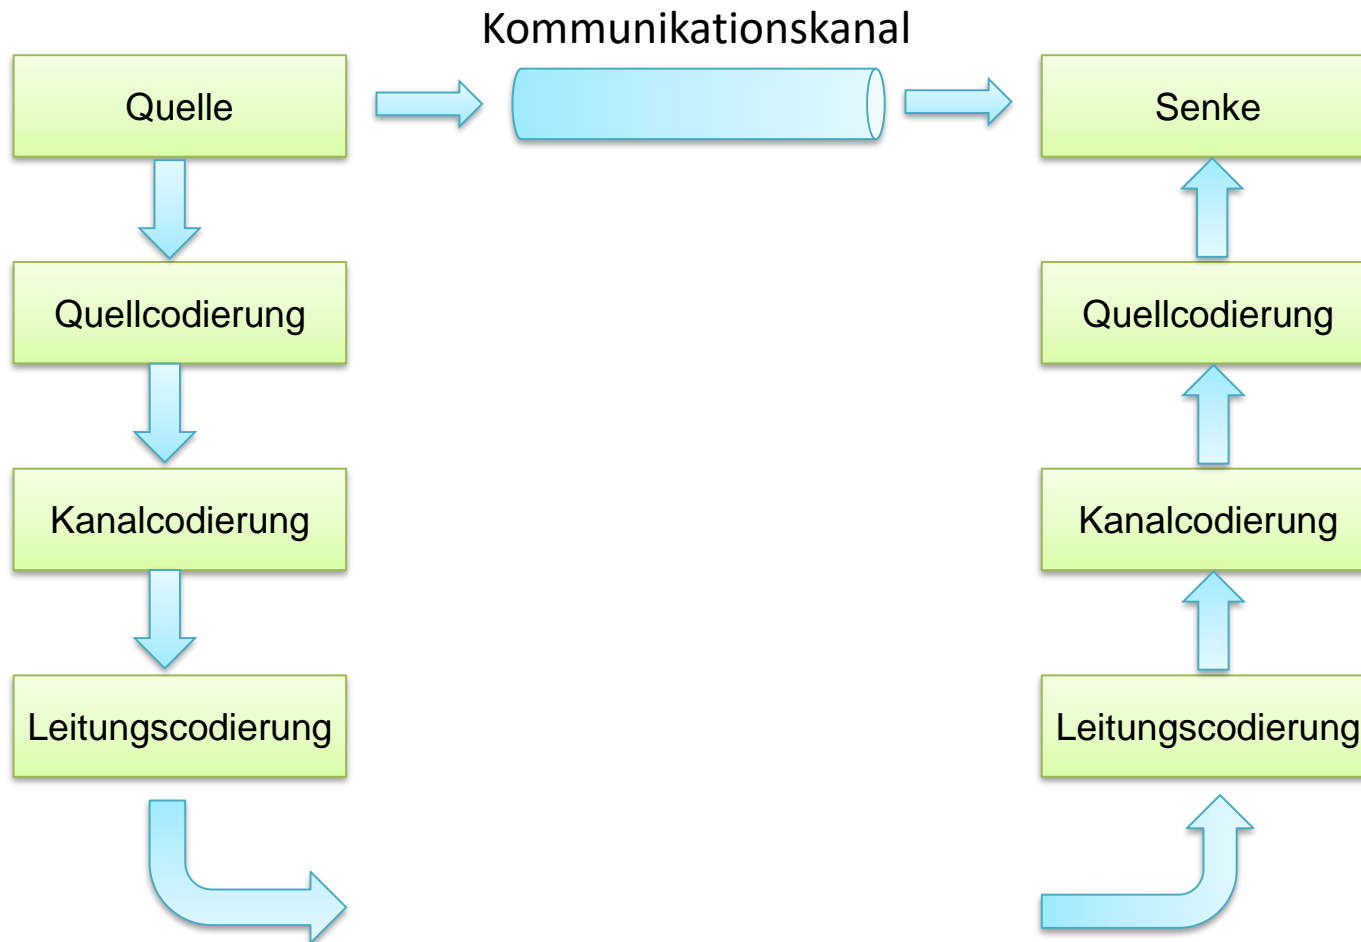 Kommunikationskanal
Quelle
Senke
Quellcodierung
Quellcodierung
Kanalcodierung
Kanalcodierung
Leitungscodierung
Leitungscodierung